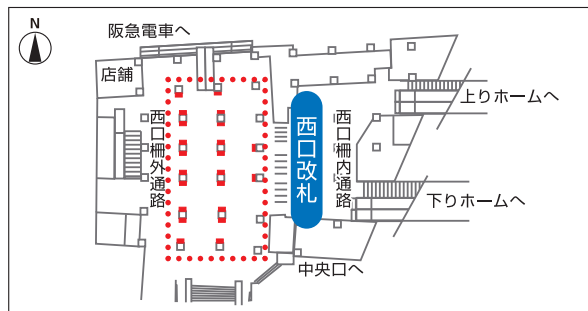 N
阪急電車へ
店舗
上りホームへ
西口柵外通路
西口改札
西口柵内通路
下りホームへ
中央口へ